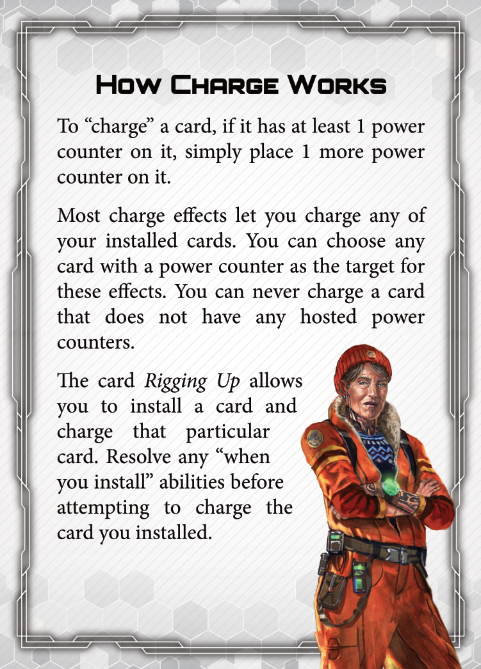 How Charge Works
To “charge” a card, if it has at least 1 power
counter on it, simply place 1 more power
counter on it.
Most charge effects let you charge any of
your installed cards. You can choose any
card with a power counter as the target for
these effects. You can never charge a card
that does not have any hosted power
counters.
The card Rigging Up allows
you to install a card and
charge that particular
card. Resolve any “when
you install” abilities before
attempting to charge the
card you installed.